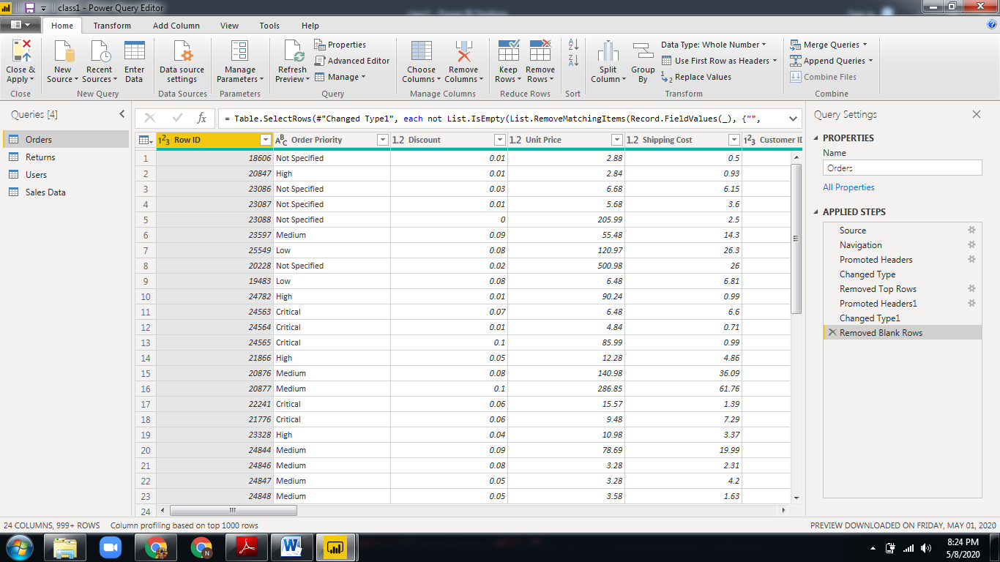 class1 - Power Query Editor
Home Transform Add Column View Tools Help
Close & Apply
New Source
Recent Sources
Enter Data
Data source settings
Manage Parameters
Refresh Preview
Properties
Advanced Editor
Manage
Choose Columns
Remove Columns
Keep Rows
Remove Rows
Split Column
Group By
Data Type: Whole Number
Use First Row as Headers
Replace Values
Merge Queries
Append Queries
Combine Files
Close New Query Data Sources Parameters Query Manage Columns Reduce Rows Sort Transform Combine
Queries [4]
Orders
Returns
Users
Sales Data
fx = Table.SelectRows(#"Changed Type1", each not List.IsEmpty(List.RemoveMatchingItems(Record.FieldValues(_), {"",
123 Row ID ABC Order Priority 1.2 Discount 1.2 Unit Price 1.2 Shipping Cost 123 Customer ID
1 18606 Not Specified 0.01 2.88 0.5
2 20847 High 0.01 2.84 0.93
3 23086 Not Specified 0.03 6.68 6.15
4 23087 Not Specified 0.01 5.68 3.6
5 23088 Not Specified 0 205.99 2.5
6 23597 Medium 0.09 55.48 14.3
7 25549 Low 0.08 120.97 26.3
8 20228 Not Specified 0.02 500.98 26
9 19483 Low 0.08 6.48 6.81
10 24782 High 0.01 90.24 0.99
11 24563 Critical 0.07 6.48 6.6
12 24564 Critical 0.01 4.84 0.71
13 24565 Critical 0.1 85.99 0.99
14 21866 High 0.05 12.28 4.86
15 20876 Medium 0.08 140.98 36.09
16 20877 Medium 0.1 286.85 61.76
17 22241 Critical 0.06 15.57 1.39
18 21776 Critical 0.06 9.48 7.29
19 23328 High 0.04 10.98 3.37
20 24844 Medium 0.09 78.69 19.99
21 24846 Medium 0.08 3.28 2.31
22 24847 Medium 0.05 3.28 4.2
23 24848 Medium 0.05 3.58 1.63
24
Query Settings
PROPERTIES
Name
Orders
All Properties
APPLIED STEPS
Source
Navigation
Promoted Headers
Changed Type
Removed Top Rows
Promoted Headers1
Changed Type1
Removed Blank Rows
24 COLUMNS, 999+ ROWS Column profiling based on top 1000 rows
PREVIEW DOWNLOADED ON FRIDAY, MAY 01, 2020
8:24 PM
5/8/2020